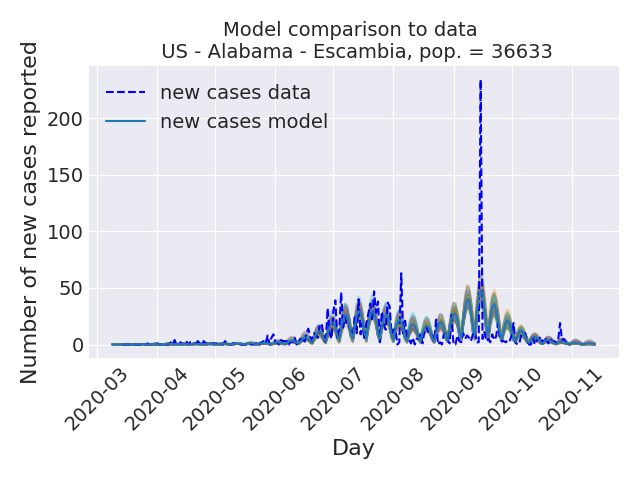 Model comparison to data
US - Alabama - Escambia, pop. = 36633
new cases data
new cases model
Number of new cases reported
200
150
100
50
0
2020-03
2020-04
2020-05
2020-06
2020-07
2020-08
2020-09
2020-10
2020-11
Day